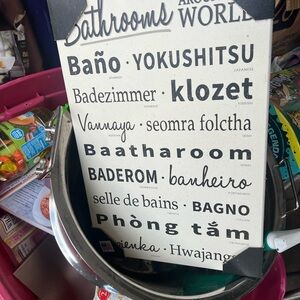 Bathrooms AROUND
WORLD
Baño · YOKUSHITSU
Badezimmer · klozet
Vannaya · seomra folctha
Baatharoom
BADEROM · banheiro
selle de bains · BAGNO
Phòng tắm
Hwajang